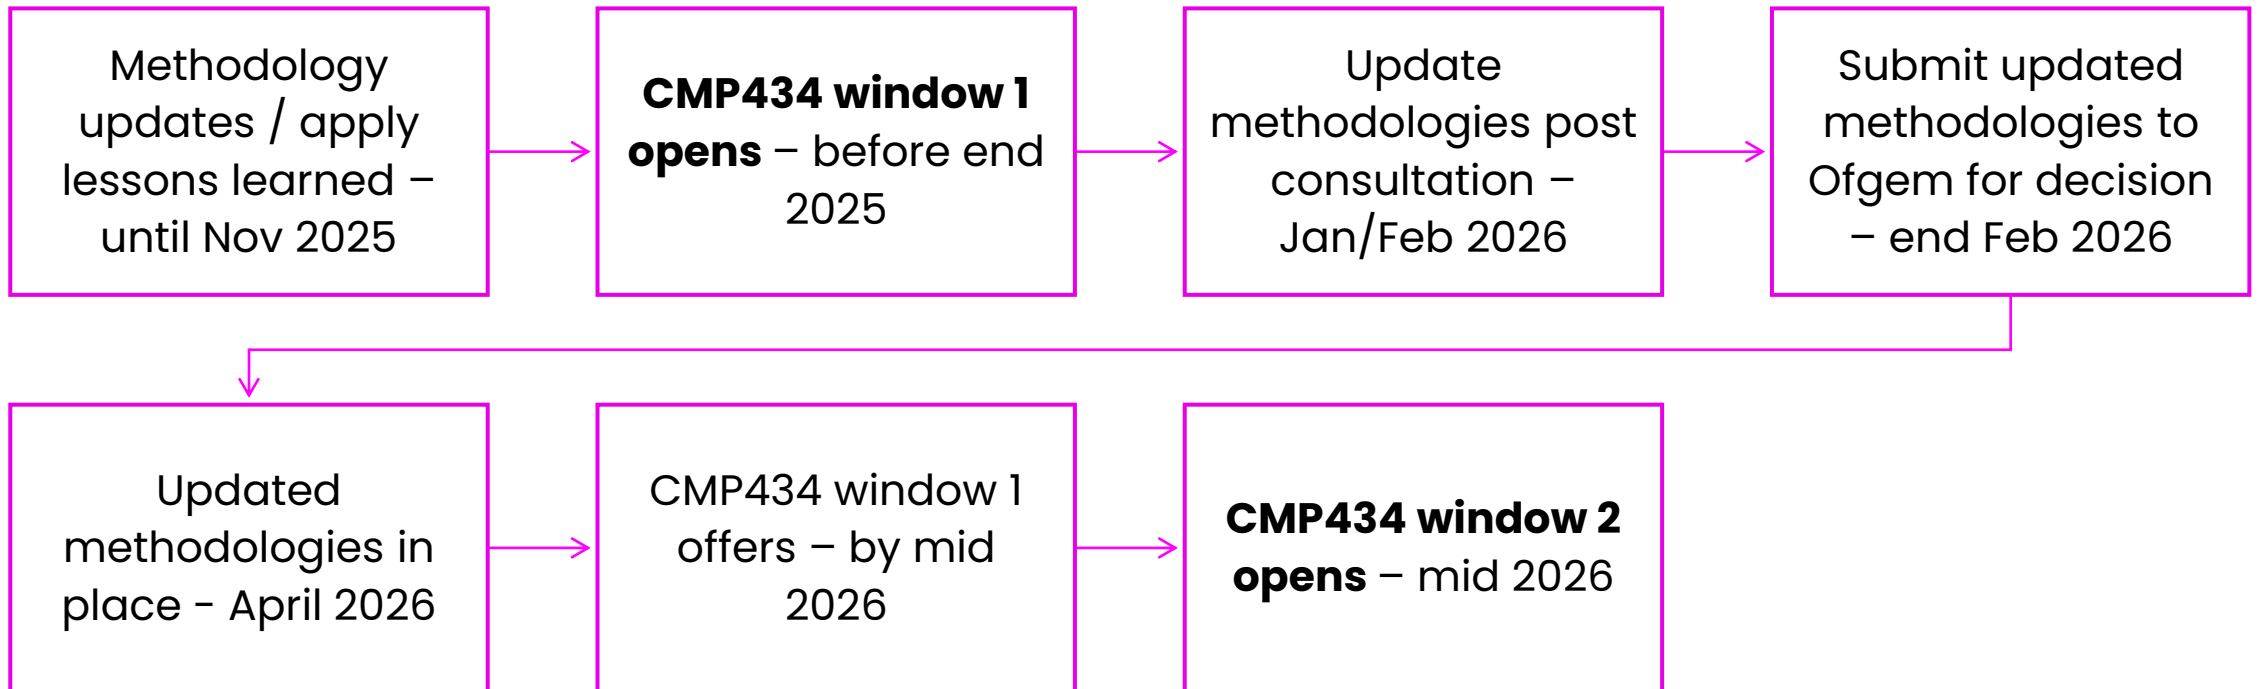 Methodology
updates / apply
lessons learned –
until Nov 2025
CMP434 window 1
opens – before end
2025
Update
methodologies post
consultation –
Jan/Feb 2026
Submit updated
methodologies to
Ofgem for decision
– end Feb 2026
Updated
methodologies in
place - April 2026
CMP434 window 1
offers – by mid
2026
CMP434 window 2
opens – mid 2026